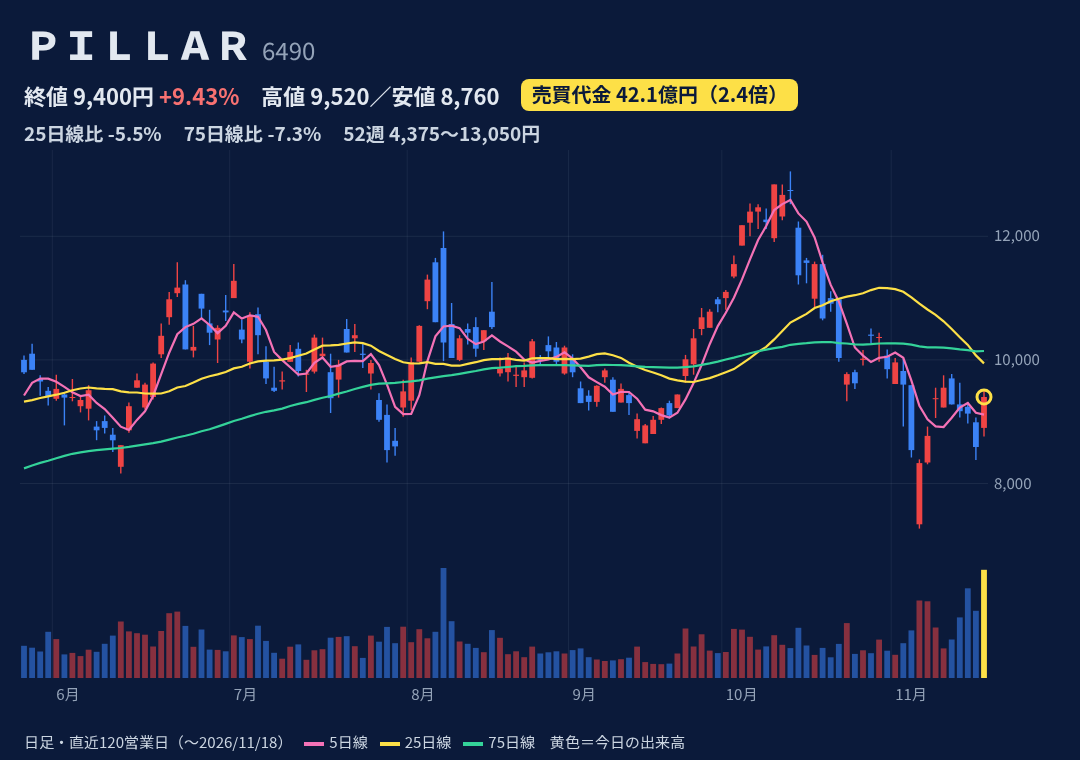 PILLAR 6490
終値 9,400円 +9.43% 高値 9,520／安値 8,760 売買代金 42.1億円（2.4倍）
25日線比 -5.5% 75日線比 -7.3% 52週 4,375〜13,050円
12,000
10,000
8,000
6月 7月 8月 9月 10月 11月
日足・直近120営業日（〜2026/11/18） 5日線 25日線 75日線 黄色＝今日の出来高